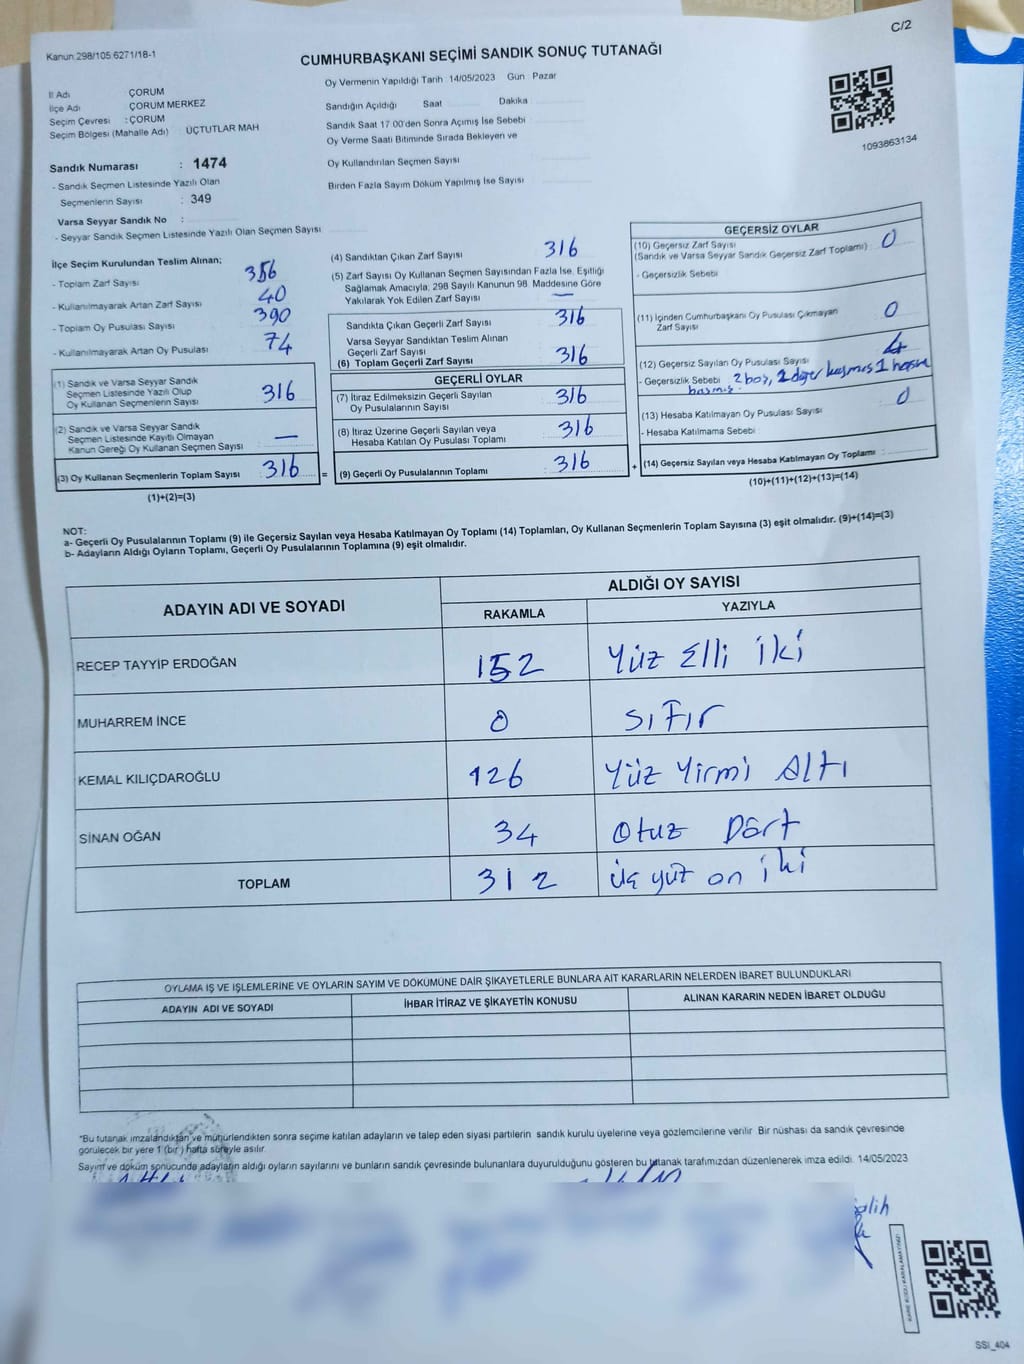 C/2
Kanun:298/105;6271/18-1
CUMHURBAŞKANI SEÇİMİ SANDIK SONUÇ TUTANAĞI
Oy Vermenin Yapıldığı Tarih 14/05/2023 Gün : Pazar
İl Adı ÇORUM
İlçe Adı ÇORUM MERKEZ
Seçim Çevresi : ÇORUM
Seçim Bölgesi (Mahalle Adı) ÜÇTUTLAR MAH
Sandık Numarası : 1474
- Sandık Seçmen Listesinde Yazılı Olan
Seçmenlerin Sayısı : 349
Varsa Seyyar Sandık No :
- Seyyar Sandık Seçmen Listesinde Yazılı Olan Seçmen Sayısı
Sandığın Açıldığı Saat Dakika
Sandık Saat 17:00'den Sonra Açımış İse Sebebi
Oy Verme Saati Bitiminde Sırada Bekleyen ve
Oy Kullandırılan Seçmen Sayısı
Birden Fazla Sayım Döküm Yapılmış İse Sayısı
1093863134
İlçe Seçim Kurulundan Teslim Alınan;
- Toplam Zarf Sayısı 356
- Kullanılmayarak Artan Zarf Sayısı 40
- Toplam Oy Pusulası Sayısı 390
- Kullanılmayarak Artan Oy Pusulası 74
(1) Sandık ve Varsa Seyyar Sandık
Seçmen Listesinde Yazılı Olup
Oy Kullanan Seçmenlerin Sayısı 316
(2) Sandık ve Varsa Seyyar Sandık
Seçmen Listesinde Kayıtlı Olmayan
Kanun Gereği Oy Kullanan Seçmen Sayısı —
(3) Oy Kullanan Seçmenlerin Toplam Sayısı 316 =
(1)+(2)=(3)
(4) Sandıktan Çıkan Zarf Sayısı 316
(5) Zarf Sayısı Oy Kullanan Seçmen Sayısından Fazla İse, Eşitliği
Sağlamak Amacıyla; 298 Sayılı Kanunun 98. Maddesine Göre
Yakılarak Yok Edilen Zarf Sayısı —
Sandıkta Çıkan Geçerli Zarf Sayısı 316
Varsa Seyyar Sandıktan Teslim Alınan
Geçerli Zarf Sayısı
(6) Toplam Geçerli Zarf Sayısı 316
GEÇERLİ OYLAR
(7) İtiraz Edilmeksizin Geçerli Sayılan
Oy Pusulalarının Sayısı 316
(8) İtiraz Üzerine Geçerli Sayılan veya
Hesaba Katılan Oy Pusulası Toplamı 316
(9) Geçerli Oy Pusulalarının Toplamı 316 +
GEÇERSİZ OYLAR
(10) Geçersiz Zarf Sayısı 0
(Sandık ve Varsa Seyyar Sandık Geçersiz Zarf Toplamı)
- Geçersizlik Sebebi
(11) İçinden Cumhurbaşkanı Oy Pusulası Çıkmayan
Zarf Sayısı 0
(12) Geçersiz Sayılan Oy Pusulası Sayısı 4
- Geçersizlik Sebebi 2 boş,
(13) Hesaba Katılmayan Oy Pusulası Sayısı 0
- Hesaba Katılmama Sebebi
(14) Geçersiz Sayılan veya Hesaba Katılmayan Oy Toplamı :
(10)+(11)+(12)+(13)=(14)
NOT:
a- Geçerli Oy Pusulalarının Toplamı (9) ile Geçersiz Sayılan veya Hesaba Katılmayan Oy Toplamı (14) Toplamları, Oy Kullanan Seçmenlerin Toplam Sayısına (3) eşit olmalıdır. (9)+(14)=(3)
b- Adayların Aldığı Oyların Toplamı, Geçerli Oy Pusulalarının Toplamına (9) eşit olmalıdır.
ADAYIN ADI VE SOYADI ALDIĞI OY SAYISI
RAKAMLA YAZIYLA
RECEP TAYYİP ERDOĞAN 152 Yüz Elli iki
MUHARREM İNCE 0 sıfır
KEMAL KILIÇDAROĞLU 126 Yüz Yirmi Altı
SİNAN OĞAN 34 Otuz Dört
TOPLAM 312 üç yüz on iki
OYLAMA İŞ VE İŞLEMLERİNE VE OYLARIN SAYIM VE DÖKÜMÜNE DAİR ŞİKAYETLERLE BUNLARA AİT KARARLARIN NELERDEN İBARET BULUNDUKLARI
ADAYIN ADI VE SOYADI İHBAR İTİRAZ VE ŞİKAYETİN KONUSU ALINAN KARARIN NEDEN İBARET OLDUĞU
*Bu tutanak imzalandıktan ve mühürlendikten sonra seçime katılan adayların ve talep eden siyasi partilerin sandık kurulu üyelerine veya gözlemcilerine verilir. Bir nüshası da sandık çevresinde
görülecek bir yere 1 (bir) hafta süreyle asılır.
Sayım ve döküm sonucunda adayların aldığı oyların sayılarını ve bunların sandık çevresinde bulunanlara duyurulduğunu gösteren bu tutanak tarafımızdan düzenlenerek imza edildi. 14/05/2023
KARE KODU KARALAMAYINIZ!
SSI_404